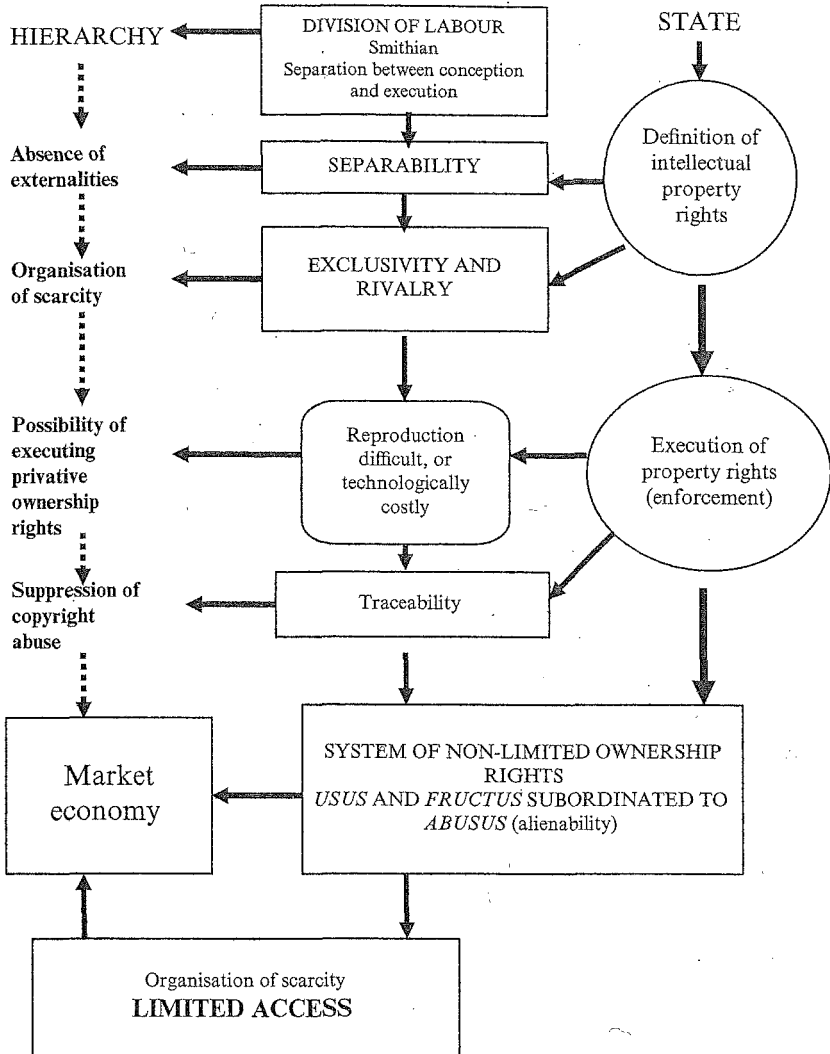 HIERARCHY
DIVISION OF LABOUR
Smithian
Separation between conception
and execution
STATE
Definition of
intellectual
property
rights
Absence of
externalities
SEPARABILITY
Organisation
of scarcity
EXCLUSIVITY AND
RIVALRY
Possibility of
executing
privative
ownership
rights
Reproduction
difficult, or
technologically
costly
Execution of
property rights
(enforcement)
Suppression of
copyright
abuse
Traceability
Market
economy
SYSTEM OF NON-LIMITED OWNERSHIP
RIGHTS
USUS AND FRUCTUS SUBORDINATED TO
ABUSUS (alienability)
Organisation of scarcity
LIMITED ACCESS